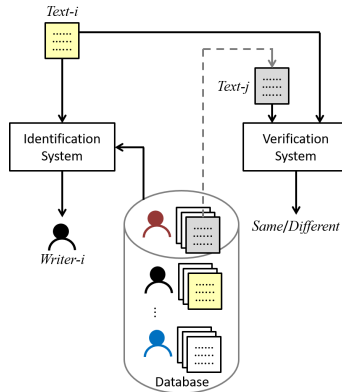 Text-i
Text-j
Identification
System
Verification
System
Writer-i
Same/Different
...
Database